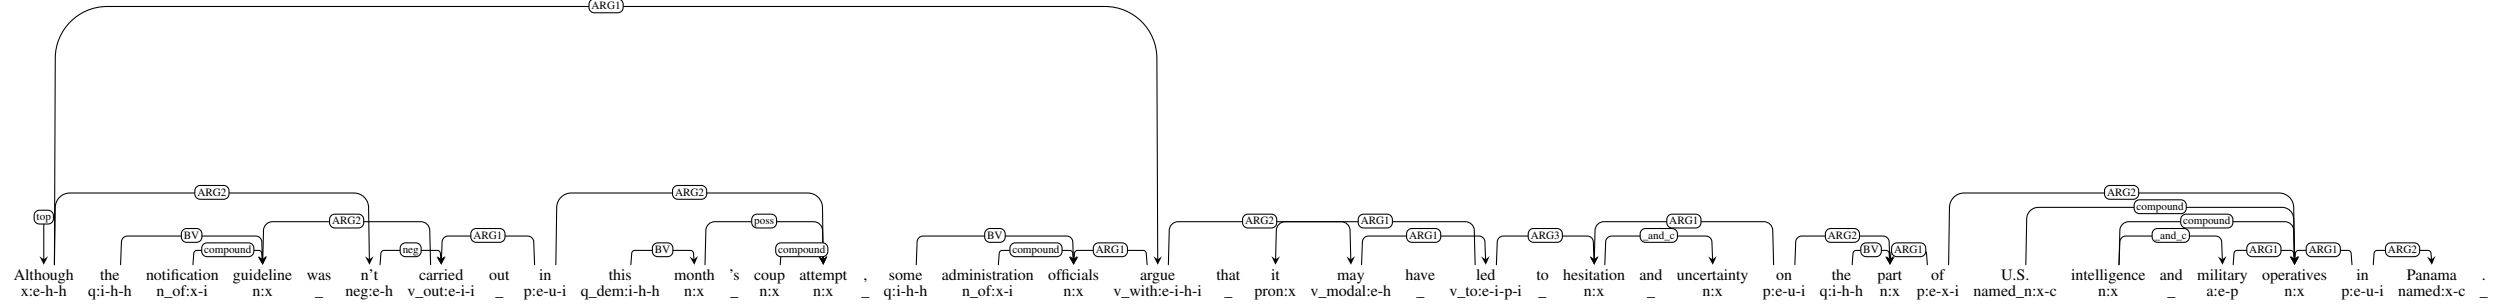 ARG1
ARG2 ARG2 ARG2
compound
top ARG2 poss ARG2 ARG1 ARG1 compound
BV ARG1 BV ARG1 ARG3 _and_c ARG2 _and_c
compound neg BV compound compound ARG1 BV ARG1 ARG1 ARG1 ARG2
Although the notification guideline was n't carried out in this month 's coup attempt , some administration officials argue that it may have led to hesitation and uncertainty on the part of U.S. intelligence and military operatives in Panama .
x:e-h-h q:i-h-h n_of:x-i n:x _ neg:e-h v_out:e-i-i _ p:e-u-i q_dem:i-h-h n:x _ n:x n:x _ q:i-h-h n_of:x-i n:x v_with:e-i-h-i _ pron:x v_modal:e-h _ v_to:e-i-p-i _ n:x _ n:x p:e-u-i q:i-h-h n:x p:e-x-i named_n:x-c n:x _ a:e-p n:x p:e-u-i named:x-c _